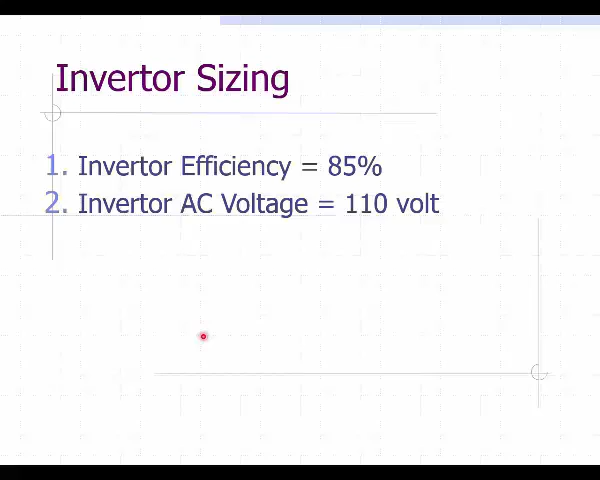 Invertor Sizing
1. Invertor Efficiency = 85%
2. Invertor AC Voltage = 110 volt